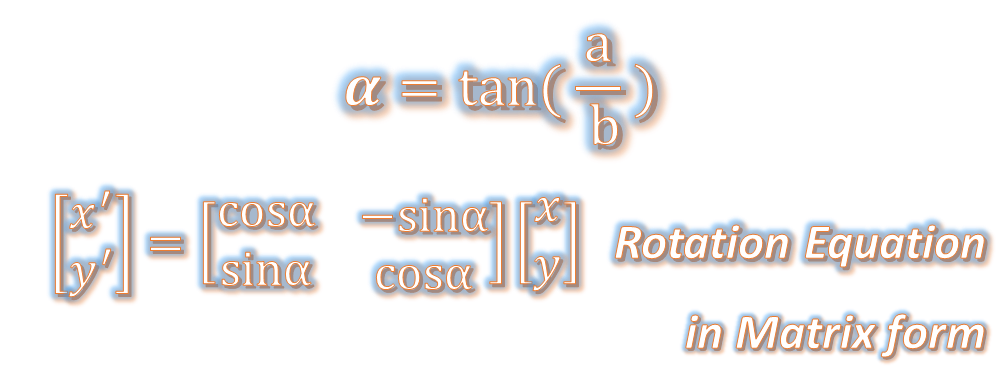 α = tan(a/b)
[x′ y′] = [cosα −sinα sinα cosα][x y] Rotation Equation
in Matrix form